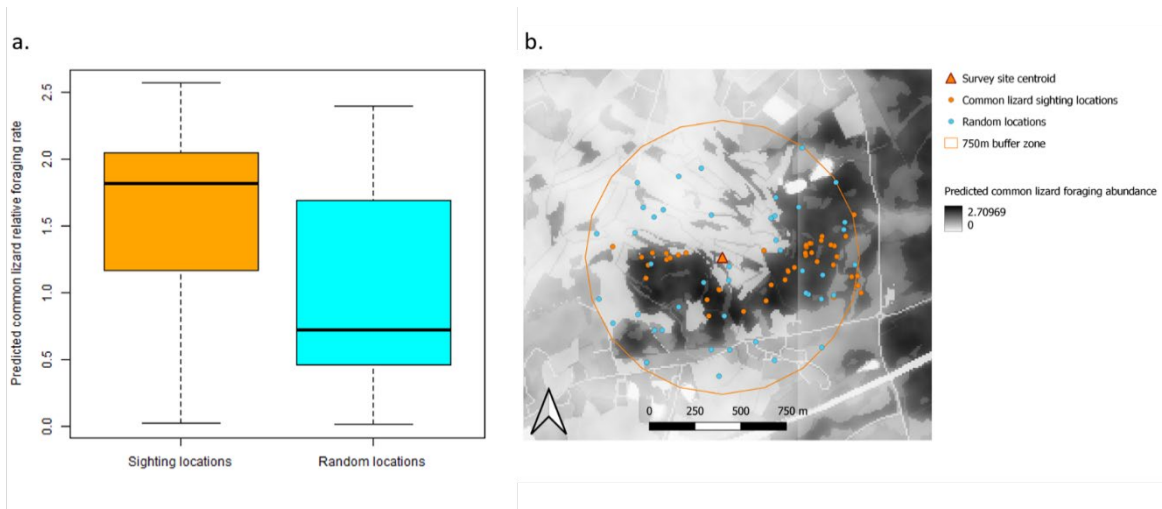 a.
Predicted common lizard relative foraging rate
2.5
2.0
1.5
1.0
0.5
0.0
Sighting locations
Random locations
b.
Survey site centroid
Common lizard sighting locations
Random locations
750m buffer zone
Predicted common lizard foraging abundance
2.70969
0
0 250 500 750 m